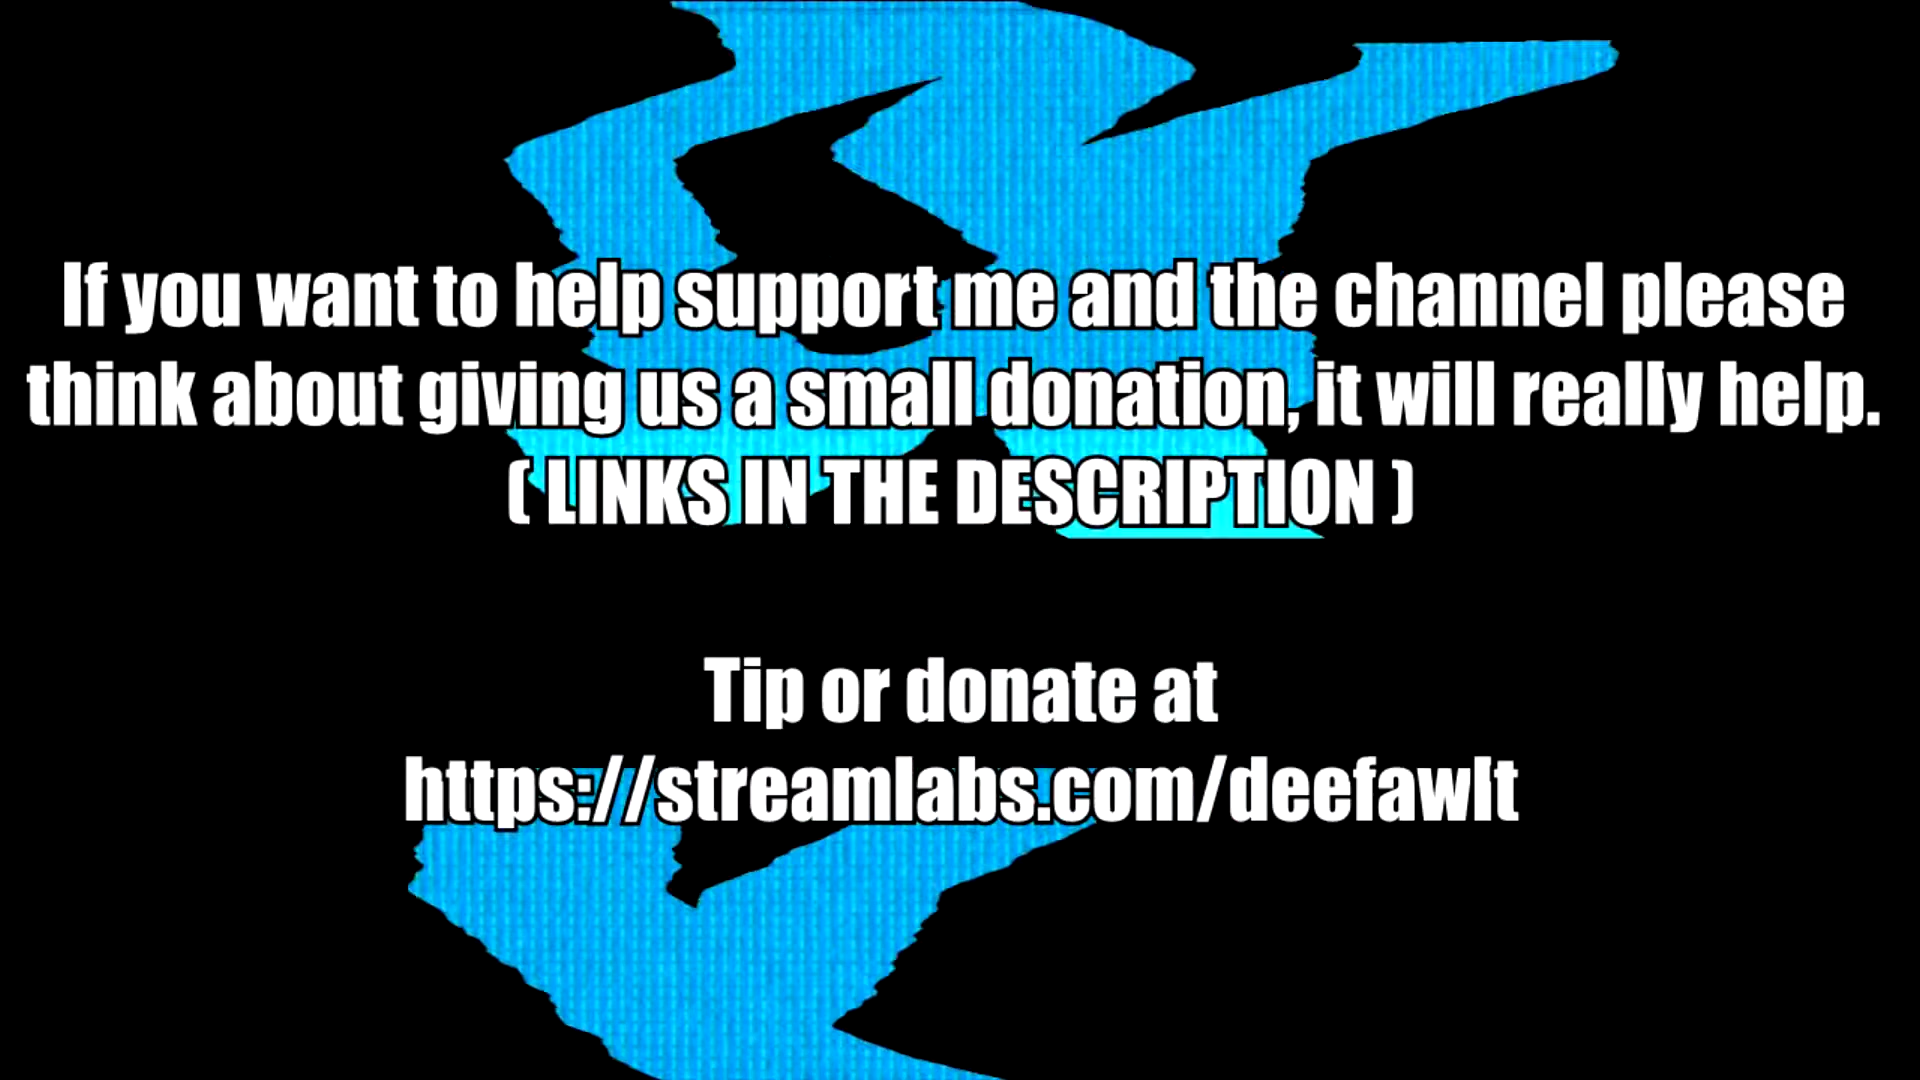 If you want to help support me and the channel please
think about giving us a small donation, it will really help.
( LINKS IN THE DESCRIPTION )
Tip or donate at
https://streamlabs.com/deefawlt